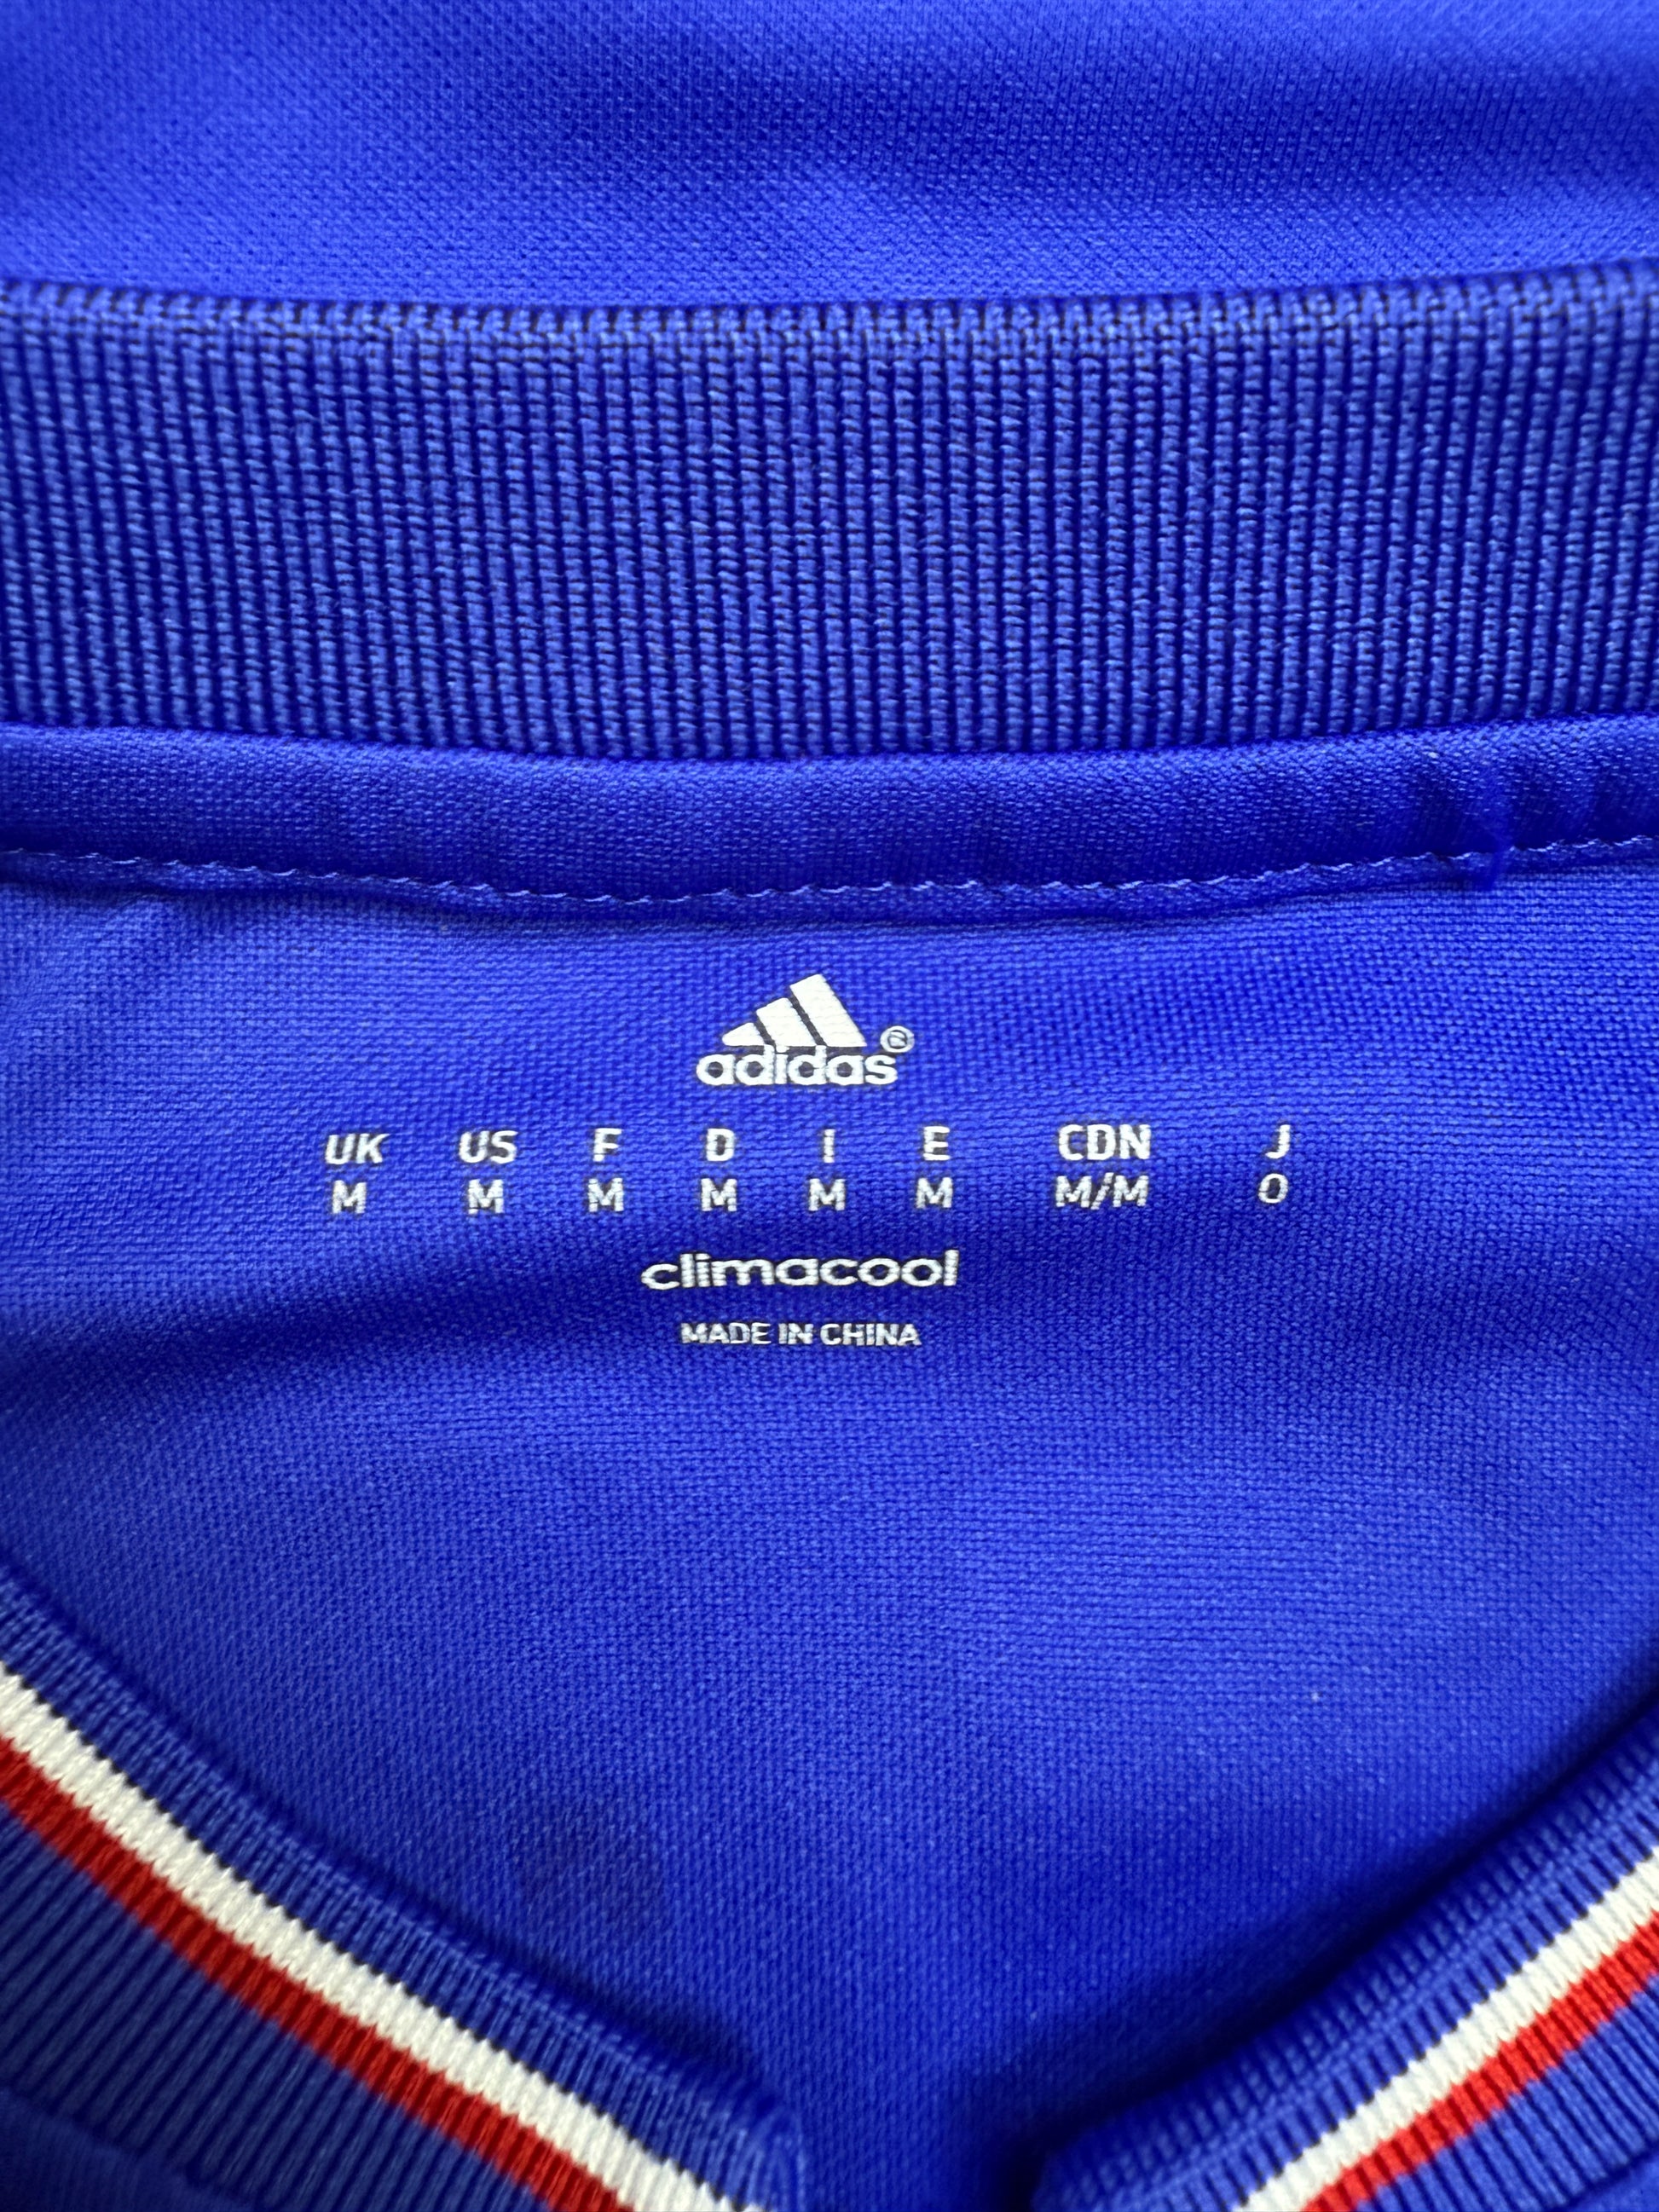 adidas®
UK US F D I E CDN J
M M M M M M M/M O
climacool
MADE IN CHINA